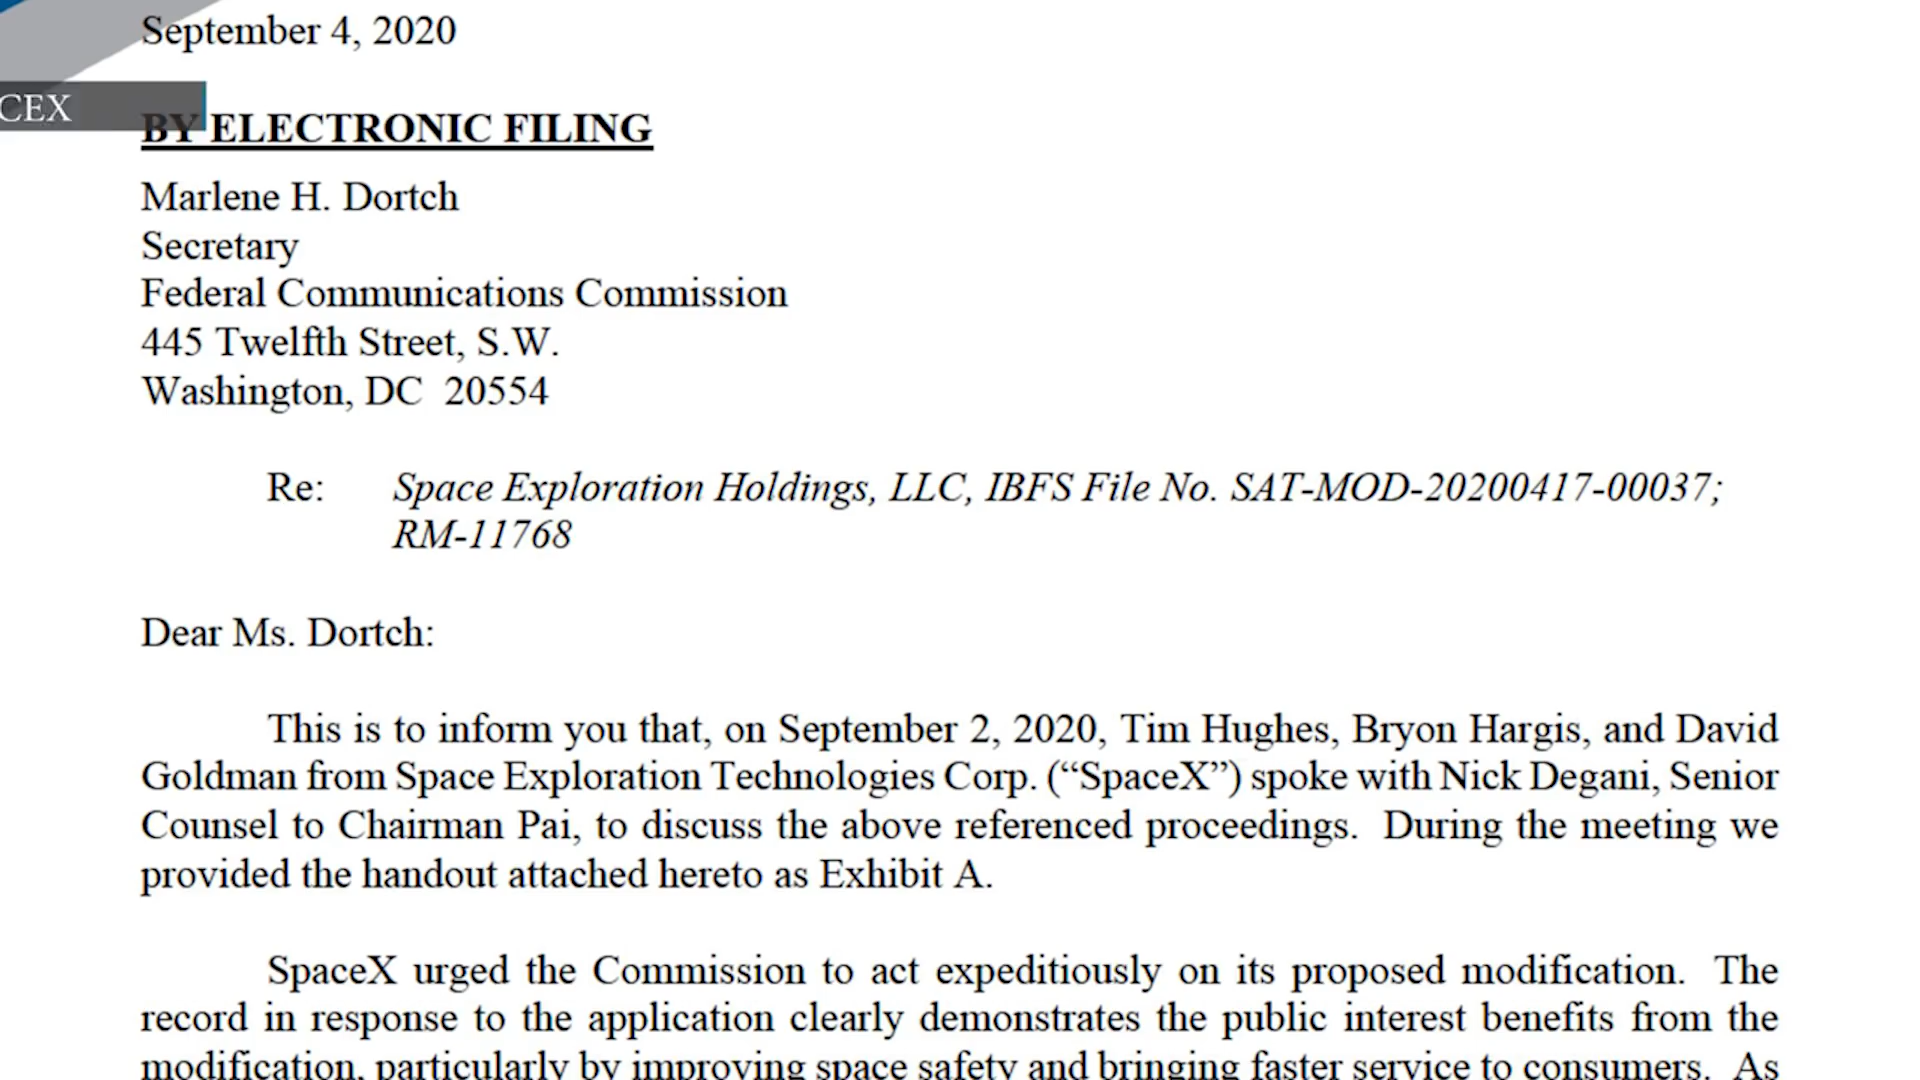 September 4, 2020
CEX
BY ELECTRONIC FILING
Marlene H. Dortch
Secretary
Federal Communications Commission
445 Twelfth Street, S.W.
Washington, DC 20554
Re: Space Exploration Holdings, LLC, IBFS File No. SAT-MOD-20200417-00037;
RM-11768
Dear Ms. Dortch:
This is to inform you that, on September 2, 2020, Tim Hughes, Bryon Hargis, and David
Goldman from Space Exploration Technologies Corp. (“SpaceX”) spoke with Nick Degani, Senior
Counsel to Chairman Pai, to discuss the above referenced proceedings. During the meeting we
provided the handout attached hereto as Exhibit A.
SpaceX urged the Commission to act expeditiously on its proposed modification. The
record in response to the application clearly demonstrates the public interest benefits from the
modification, particularly by improving space safety and bringing faster service to consumers. As